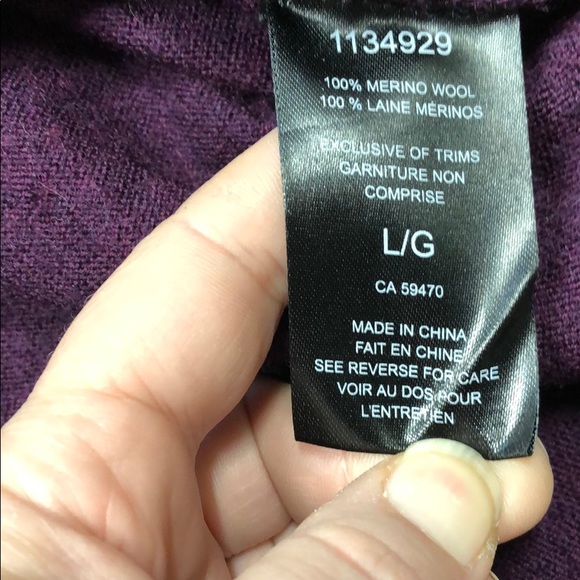 1134929
100% MERINO WOOL
100 % LAINE MÉRINOS
EXCLUSIVE OF TRIMS
GARNITURE NON
COMPRISE
L/G
CA 59470
MADE IN CHINA
FAIT EN CHINE
SEE REVERSE FOR CARE
VOIR AU DOS POUR
L'ENTRETIEN